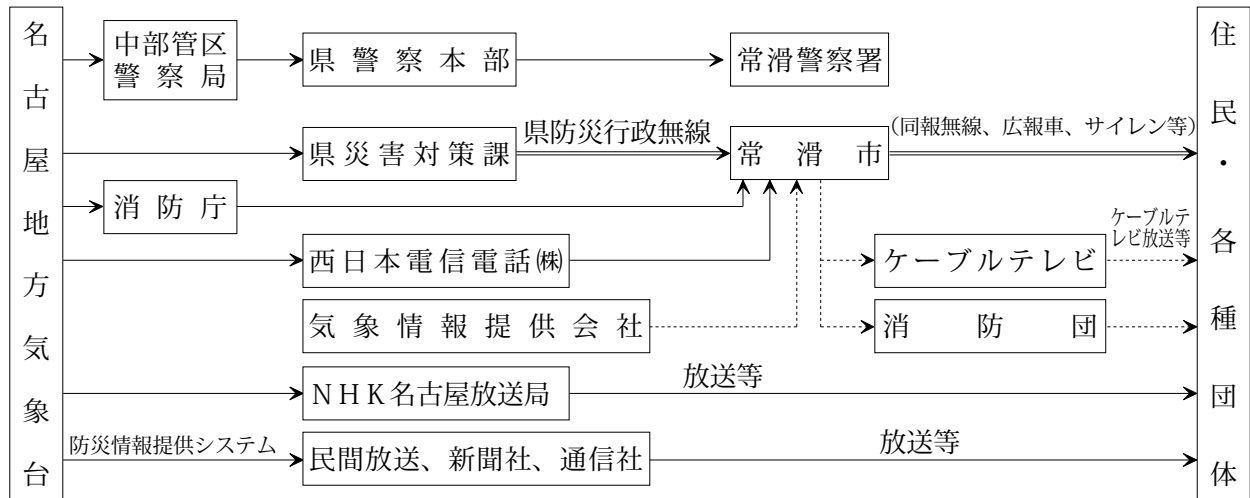 名古屋地方気象台
中部管区
警察局
県警察本部
常滑警察署
県災害対策課
県防災行政無線
常滑市
(同報無線、広報車、サイレン等)
消防庁
西日本電信電話㈱
ケーブルテレビ
ケーブルテ
レビ放送等
気象情報提供会社
消防団
NHK名古屋放送局
放送等
防災情報提供システム
民間放送、新聞社、通信社
放送等
住民・各種団体